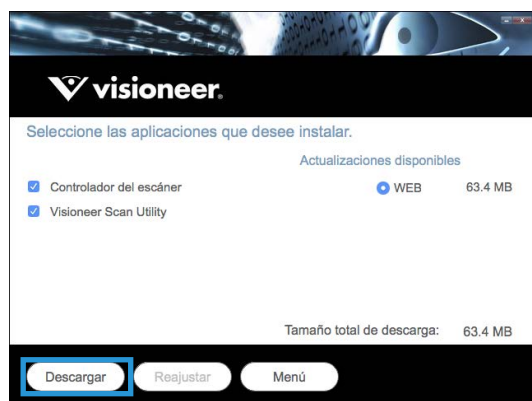 visioneer®
Seleccione las aplicaciones que desee instalar.
Actualizaciones disponibles
Controlador del escáner WEB 63.4 MB
Visioneer Scan Utility
Tamaño total de descarga: 63.4 MB
Descargar Reajustar Menú